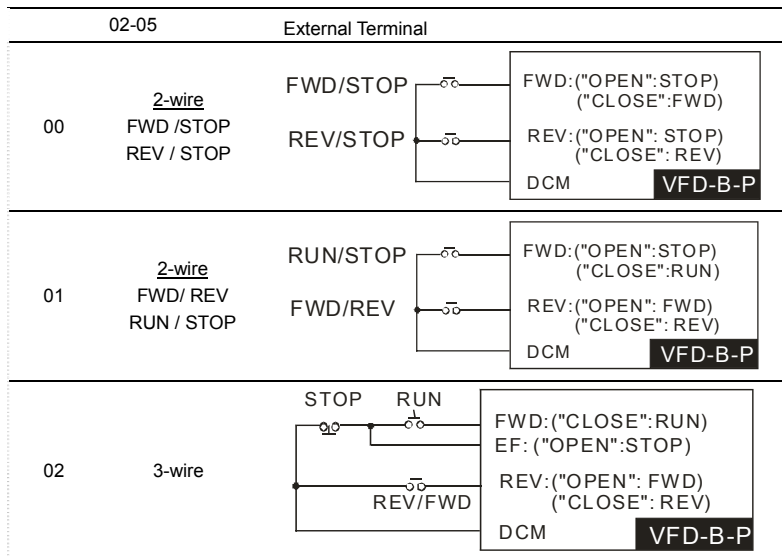 02-05 External Terminal
00
2-wire
FWD /STOP
REV / STOP
FWD/STOP
REV/STOP
FWD:("OPEN":STOP)
("CLOSE":FWD)
REV:("OPEN": STOP)
("CLOSE": REV)
DCM
VFD-B-P
01
2-wire
FWD/ REV
RUN / STOP
RUN/STOP
FWD/REV
FWD:("OPEN":STOP)
("CLOSE":RUN)
REV:("OPEN": FWD)
("CLOSE": REV)
DCM
VFD-B-P
02
3-wire
STOP RUN
REV/FWD
FWD:("CLOSE":RUN)
EF: ("OPEN":STOP)
REV:("OPEN": FWD)
("CLOSE": REV)
DCM
VFD-B-P